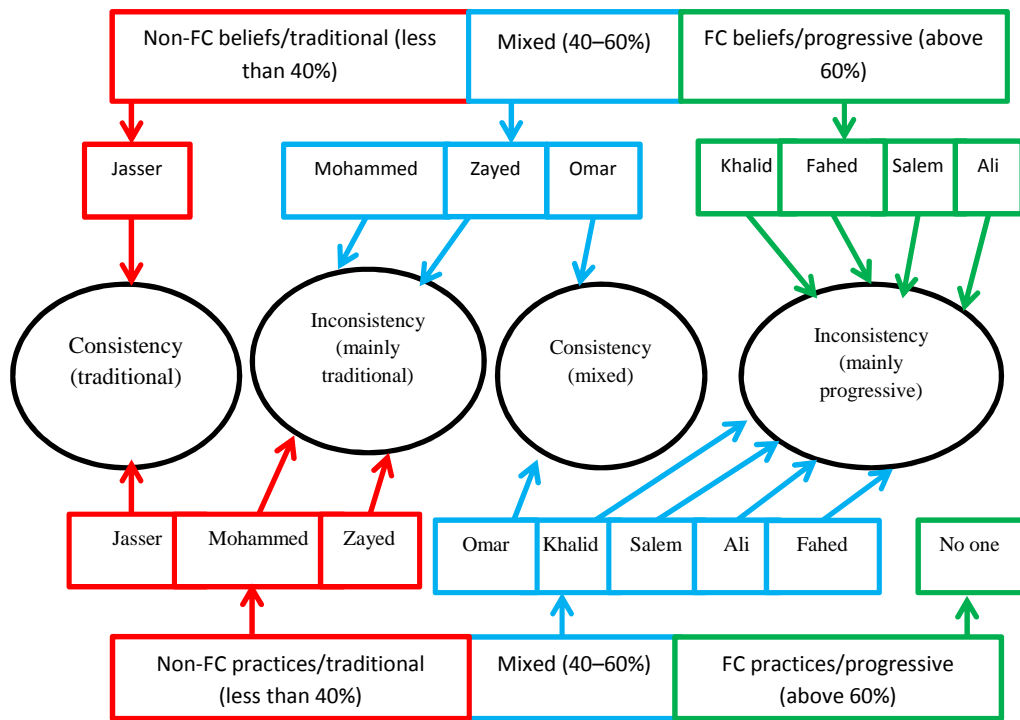 Non-FC beliefs/traditional (less
than 40%)
Mixed (40–60%)
FC beliefs/progressive (above
60%)
Jasser
Mohammed
Zayed
Omar
Khalid
Fahed
Salem
Ali
Consistency
(traditional)
Inconsistency
(mainly
traditional)
Consistency
(mixed)
Inconsistency
(mainly
progressive)
Jasser
Mohammed
Zayed
Omar
Khalid
Salem
Ali
Fahed
No one
Non-FC practices/traditional
(less than 40%)
Mixed (40–60%)
FC practices/progressive
(above 60%)